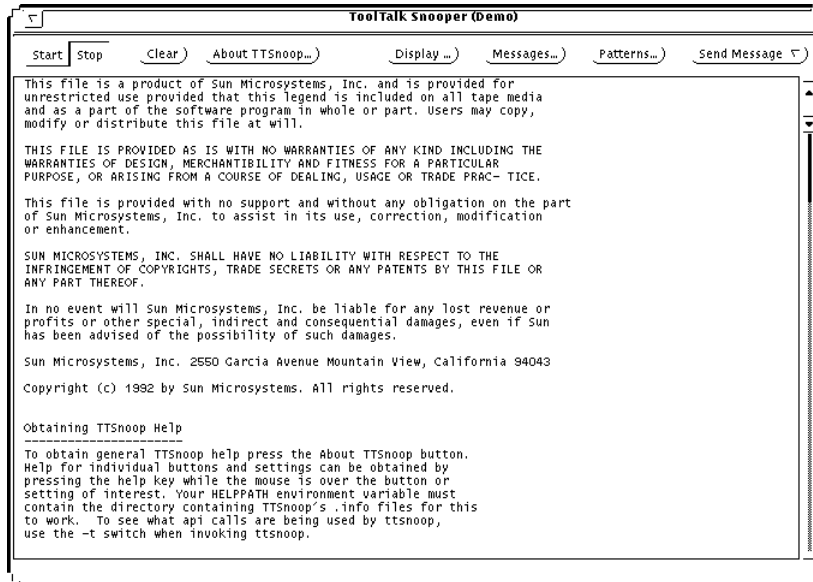 ToolTalk Snooper (Demo)
Start Stop Clear) About TTSnoop...) Display ...) Messages...) Patterns...) Send Message ▽)
This file is a product of Sun Microsystems, Inc. and is provided for
unrestricted use provided that this legend is included on all tape media
and as a part of the software program in whole or part. Users may copy,
modify or distribute this file at will.
THIS FILE IS PROVIDED AS IS WITH NO WARRANTIES OF ANY KIND INCLUDING THE
WARRANTIES OF DESIGN, MERCHANTIBILITY AND FITNESS FOR A PARTICULAR
PURPOSE, OR ARISING FROM A COURSE OF DEALING, USAGE OR TRADE PRAC- TICE.
This file is provided with no support and without any obligation on the part
of Sun Microsystems, Inc. to assist in its use, correction, modification
or enhancement.
SUN MICROSYSTEMS, INC. SHALL HAVE NO LIABILITY WITH RESPECT TO THE
INFRINGEMENT OF COPYRIGHTS, TRADE SECRETS OR ANY PATENTS BY THIS FILE OR
ANY PART THEREOF.
In no event will Sun Microsystems, Inc. be liable for any lost revenue or
profits or other special, indirect and consequential damages, even if Sun
has been advised of the possibility of such damages.
Sun Microsystems, Inc. 2550 Garcia Avenue Mountain View, California 94043
Copyright (c) 1992 by Sun Microsystems. All rights reserved.
Obtaining TTSnoop Help
----------------------
To obtain general TTSnoop help press the About TTSnoop button.
Help for individual buttons and settings can be obtained by
pressing the help key while the mouse is over the button or
setting of interest. Your HELPPATH environment variable must
contain the directory containing TTSnoop's .info files for this
to work.  To see what api calls are being used by ttsnoop,
use the -t switch when invoking ttsnoop.